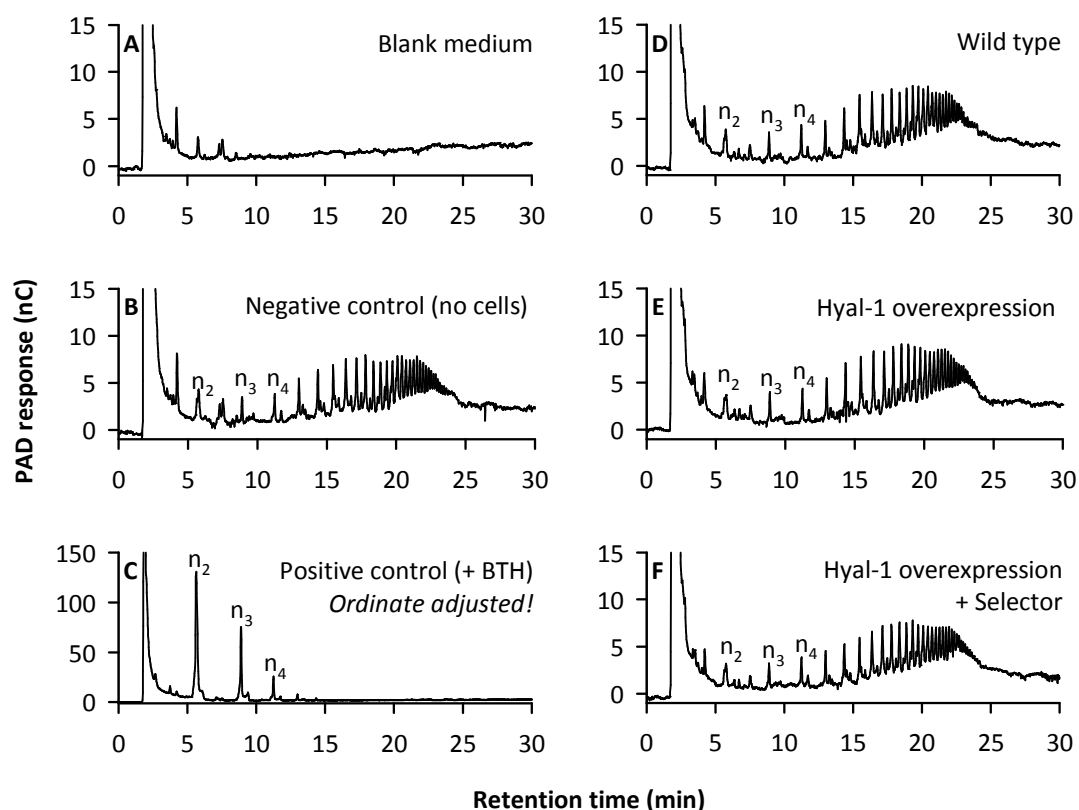 A
Blank medium
15
10
5
0
0 5 10 15 20 25 30
B
Negative control (no cells)
n2 n3 n4
15
10
5
0
0 5 10 15 20 25 30
C
Positive control (+ BTH)
Ordinate adjusted!
n2
n3
n4
150
100
50
0
0 5 10 15 20 25 30
D
Wild type
n2 n3 n4
15
10
5
0
0 5 10 15 20 25 30
E
Hyal-1 overexpression
n2 n3 n4
15
10
5
0
0 5 10 15 20 25 30
F
Hyal-1 overexpression
+ Selector
n2 n3 n4
15
10
5
0
0 5 10 15 20 25 30
PAD response (nC)
Retention time (min)